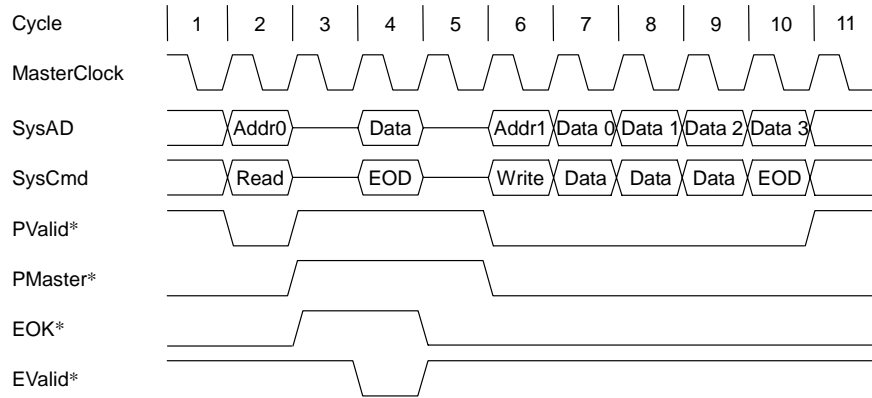 Cycle 1 2 3 4 5 6 7 8 9 10 11
MasterClock
SysAD Addr0 Data Addr1 Data 0 Data 1 Data 2 Data 3
SysCmd Read EOD Write Data Data Data EOD
PValid*
PMaster*
EOK*
EValid*